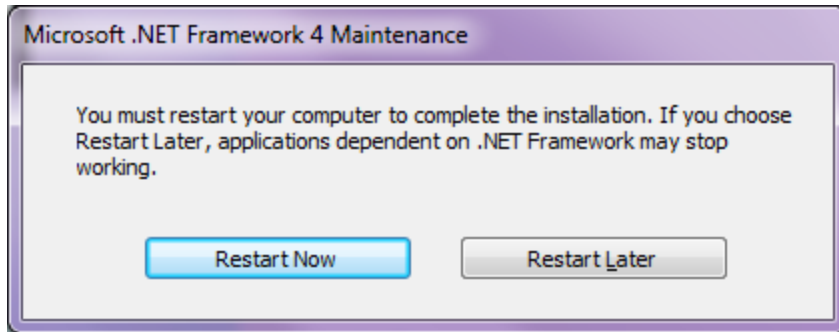 Microsoft .NET Framework 4 Maintenance
You must restart your computer to complete the installation. If you choose
Restart Later, applications dependent on .NET Framework may stop
working.
Restart Now
Restart Later